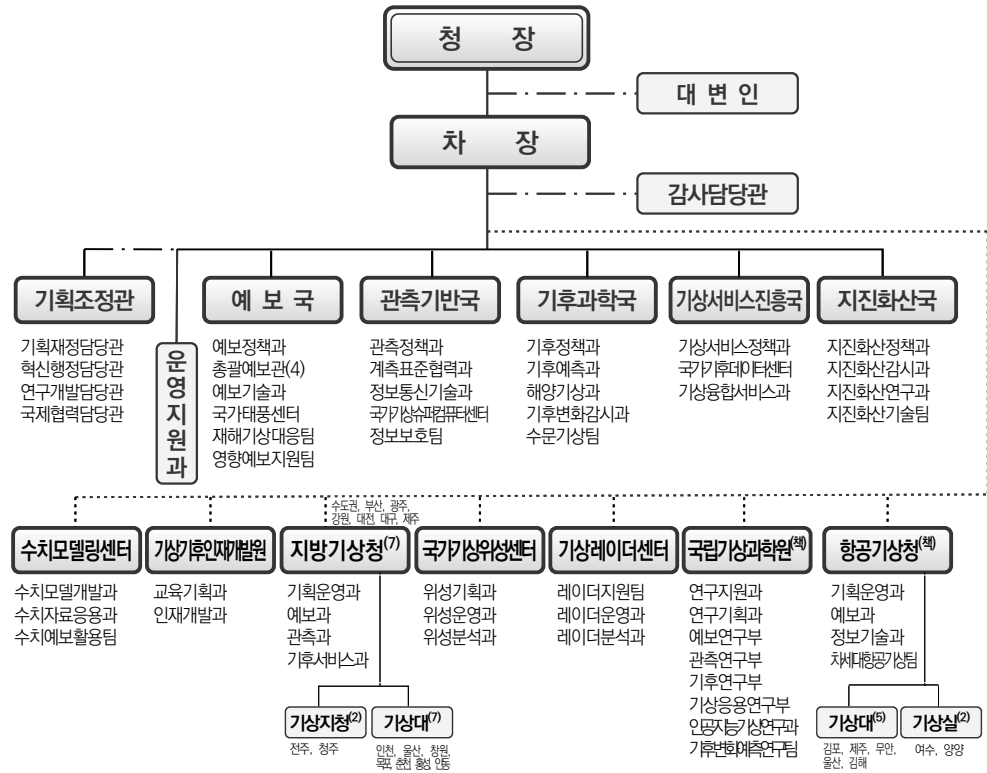 청 장
대 변 인
차 장
감사담당관
기획조정관
기획재정담당관
혁신행정담당관
연구개발담당관
국제협력담당관
운영지원과
예 보 국
예보정책과
총괄예보관(4)
예보기술과
국가태풍센터
재해기상대응팀
영향예보지원팀
관측기반국
관측정책과
계측표준협력과
정보통신기술과
국가기상슈퍼컴퓨터센터
정보보호팀
기후과학국
기후정책과
기후예측과
해양기상과
기후변화감시과
수문기상팀
기상서비스진흥국
기상서비스정책과
국가기후데이터센터
기상융합서비스과
지진화산국
지진화산정책과
지진화산감시과
지진화산연구과
지진화산기술팀
수치모델링센터
수치모델개발과
수치자료응용과
수치예보활용팀
기상기후인재개발원
교육기획과
인재개발과
수도권, 부산, 광주,
강원, 대전, 대구, 제주
지방기상청(7)
기획운영과
예보과
관측과
기후서비스과
기상지청(2)
전주, 청주
기상대(7)
인천, 울산, 창원,
목포, 춘천, 홍성, 안동
국가기상위성센터
위성기획과
위성운영과
위성분석과
기상레이더센터
레이더지원팀
레이더운영과
레이더분석과
국립기상과학원(책)
연구지원과
연구기획과
예보연구부
관측연구부
기후연구부
기상응용연구부
인공지능기상연구과
기후변화예측연구팀
항공기상청(책)
기획운영과
예보과
정보기술과
차세대항공기상팀
기상대(5)
김포, 제주, 무안,
울산, 김해
기상실(2)
여수, 양양